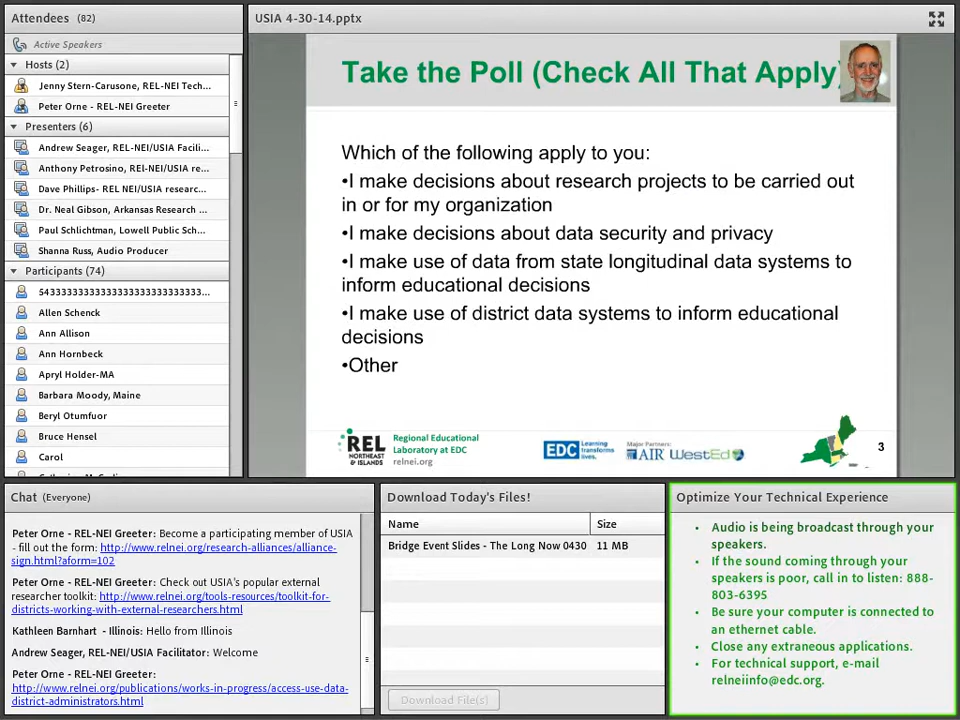 Attendees (82)
Active Speakers
Hosts (2)
Jenny Stern-Carusone, REL-NEI Tech...
Peter Orne - REL-NEI Greeter
Presenters (6)
Andrew Seager, REL-NEI/USIA Facili...
Anthony Petrosino, REL-NEI/USIA re...
Dave Phillips- REL NEI/USIA researc...
Dr. Neal Gibson, Arkansas Research ...
Paul Schlichtman, Lowell Public Sch...
Shanna Russ, Audio Producer
Participants (74)
Allen Schenck
Ann Allison
Ann Hornbeck
Apryl Holder-MA
Barbara Moody, Maine
Beryl Otumfuor
Bruce Hensel
Carol
USIA 4-30-14.pptx
Take the Poll (Check All That Apply)
Which of the following apply to you:
•I make decisions about research projects to be carried out
in or for my organization
•I make decisions about data security and privacy
•I make use of data from state longitudinal data systems to
inform educational decisions
•I make use of district data systems to inform educational
decisions
•Other
REL
NORTHEAST
& ISLANDS
Regional Educational
Laboratory at EDC
relnei.org
EDC
Learning
transforms
lives.
Major Partners:
AIR WestEd
3
Chat (Everyone)
Peter Orne - REL-NEI Greeter: Become a participating member of USIA
- fill out the form: http://www.relnei.org/research-alliances/alliance-
sign.html?aform=102
Peter Orne - REL-NEI Greeter: Check out USIA's popular external
researcher toolkit: http://www.relnei.org/tools-resources/toolkit-for-
districts-working-with-external-researchers.html
Kathleen Barnhart - Illinois: Hello from Illinois
Andrew Seager, REL-NEI/USIA Facilitator: Welcome
Peter Orne - REL-NEI Greeter:
http://www.relnei.org/publications/works-in-progress/access-use-data-
district-administrators.html
Download Today's Files!
Name Size
Bridge Event Slides - The Long Now 0430 11 MB
Download File(s)
Optimize Your Technical Experience
• Audio is being broadcast through your
speakers.
• If the sound coming through your
speakers is poor, call in to listen: 888-
803-6395
• Be sure your computer is connected to
an ethernet cable.
• Close any extraneous applications.
• For technical support, e-mail
relneiinfo@edc.org.